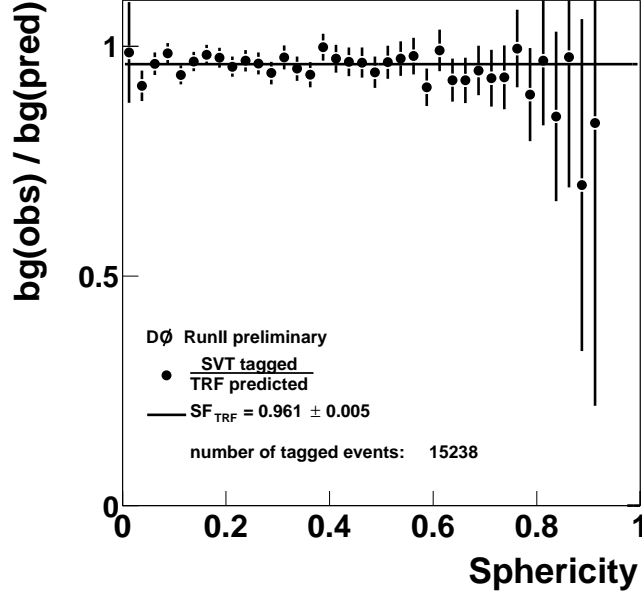 bg(obs) / bg(pred)
1
0.5
0
DØ RunII preliminary
SVT tagged
TRF predicted
SF_TRF = 0.961 ± 0.005
number of tagged events: 15238
0 0.2 0.4 0.6 0.8 1
Sphericity